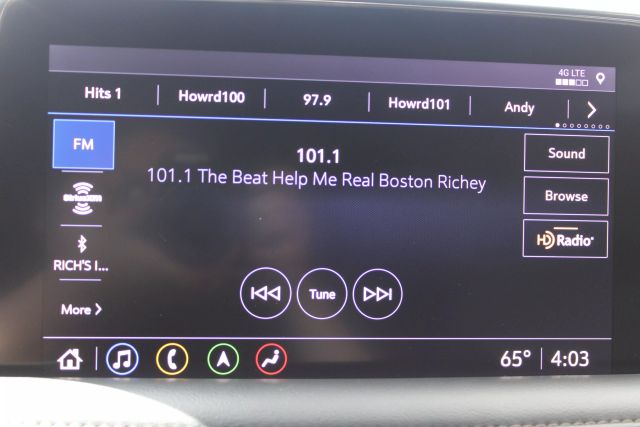 4G LTE
Hits 1
Howrd100
97.9
Howrd101
Andy
FM
101.1
101.1 The Beat Help Me Real Boston Richey
Sound
SiriusXM
Browse
HD Radio
RICH'S I...
More
Tune
65° 4:03